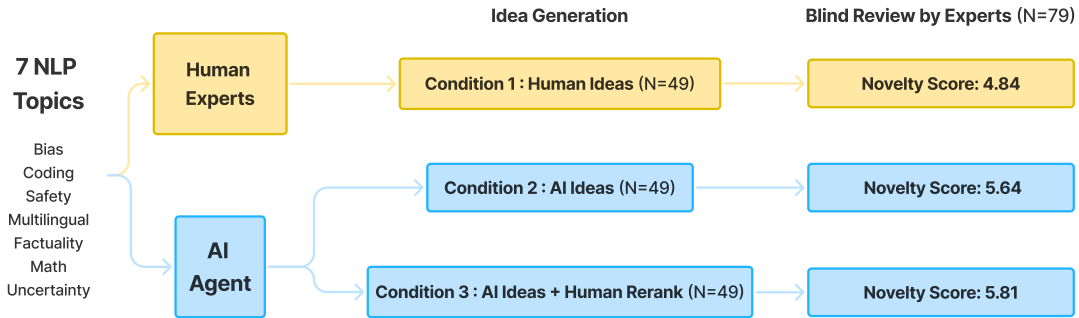 Idea Generation
Blind Review by Experts (N=79)
7 NLP
Topics
Bias
Coding
Safety
Multilingual
Factuality
Math
Uncertainty
Human
Experts
Condition 1 : Human Ideas (N=49)
Novelty Score: 4.84
AI
Agent
Condition 2 : AI Ideas (N=49)
Novelty Score: 5.64
Condition 3 : AI Ideas + Human Rerank (N=49)
Novelty Score: 5.81